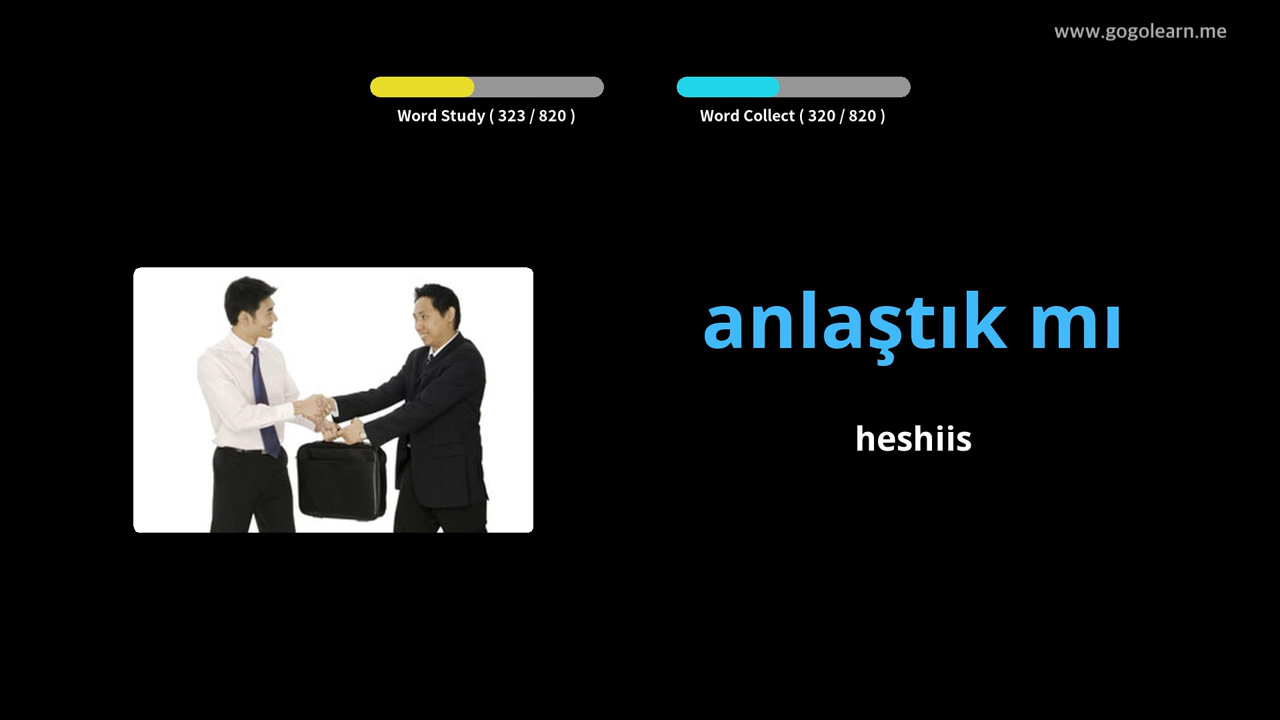 www.gogolearn.me
Word Study ( 323 / 820 )
Word Collect ( 320 / 820 )
anlaştık mı
heshiis